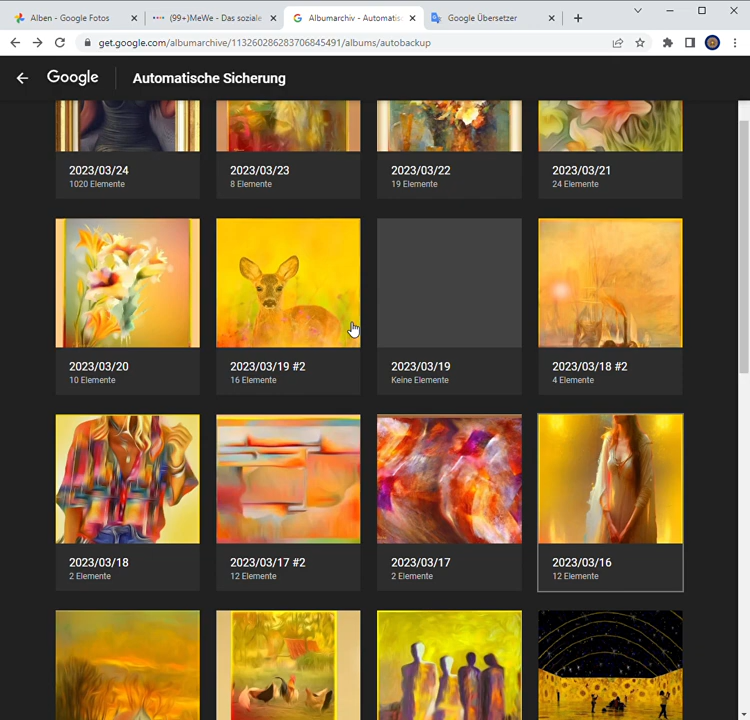 Alben - Google Fotos
(99+) MeWe - Das soziale
Albumarchiv - Automatis
Google Übersetzer
get.google.com/albumarchive/113260286283706845491/albums/autobackup
Google
Automatische Sicherung
2023/03/24
1020 Elemente
2023/03/23
8 Elemente
2023/03/22
19 Elemente
2023/03/21
24 Elemente
2023/03/20
10 Elemente
2023/03/19 #2
16 Elemente
2023/03/19
Keine Elemente
2023/03/18 #2
4 Elemente
2023/03/18
2 Elemente
2023/03/17 #2
12 Elemente
2023/03/17
2 Elemente
2023/03/16
12 Elemente